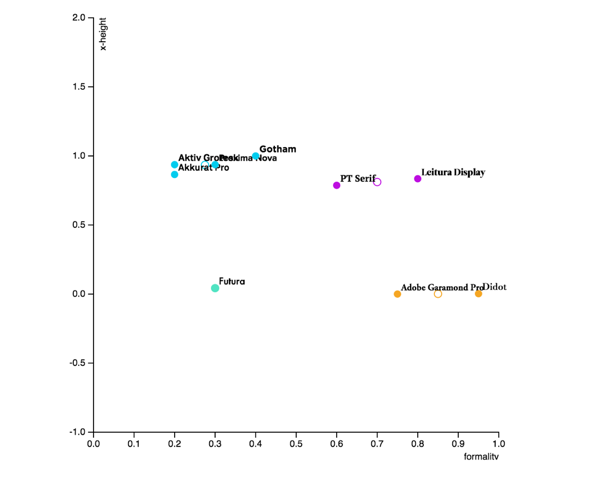 2.0
x-height
1.5
1.0
0.5
0.0
-0.5
-1.0
Gotham
Aktiv Grotesk
Proxima Nova
Akkurat Pro
PT Serif
Leitura Display
Futura
Adobe Garamond Pro
Didot
0.0 0.1 0.2 0.3 0.4 0.5 0.6 0.7 0.8 0.9 1.0
formality